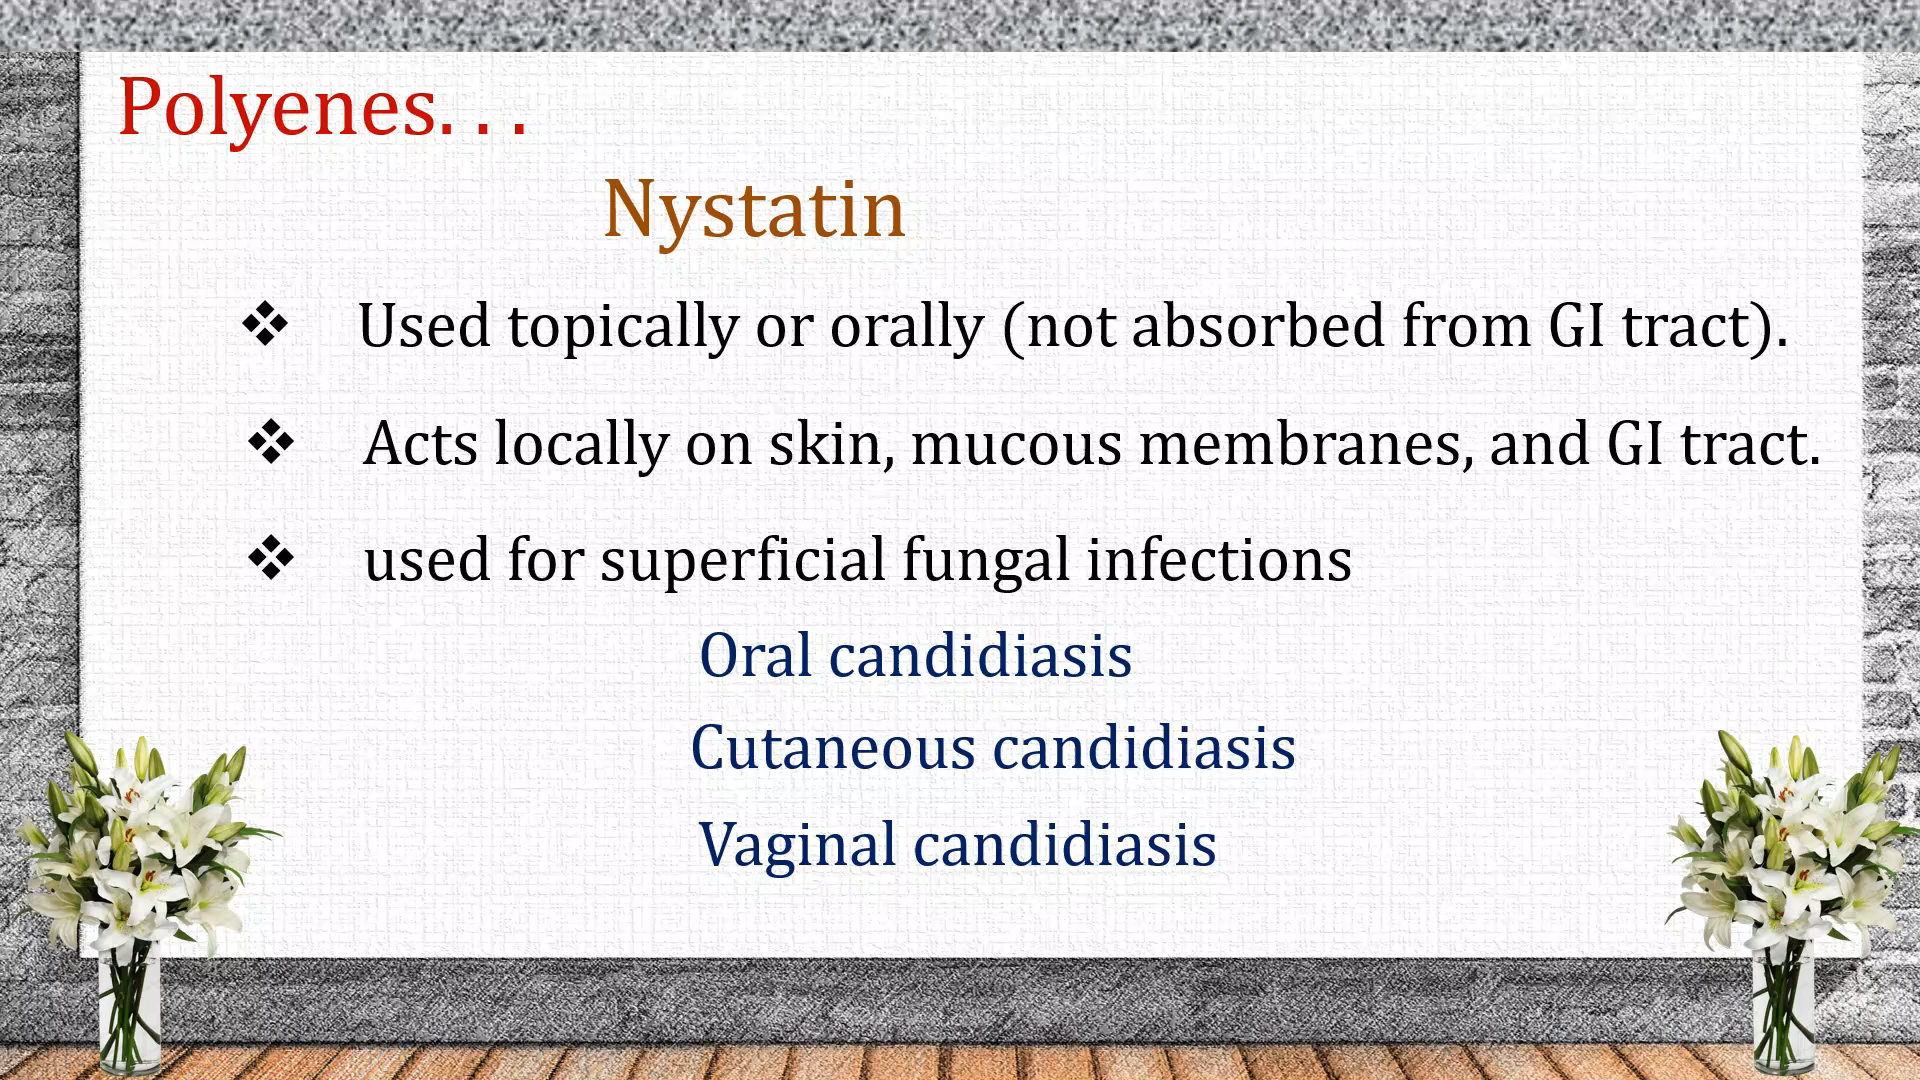 Polyenes. . .
Nystatin
❖ Used topically or orally (not absorbed from GI tract).
❖ Acts locally on skin, mucous membranes, and GI tract.
❖ used for superficial fungal infections
Oral candidiasis
Cutaneous candidiasis
Vaginal candidiasis